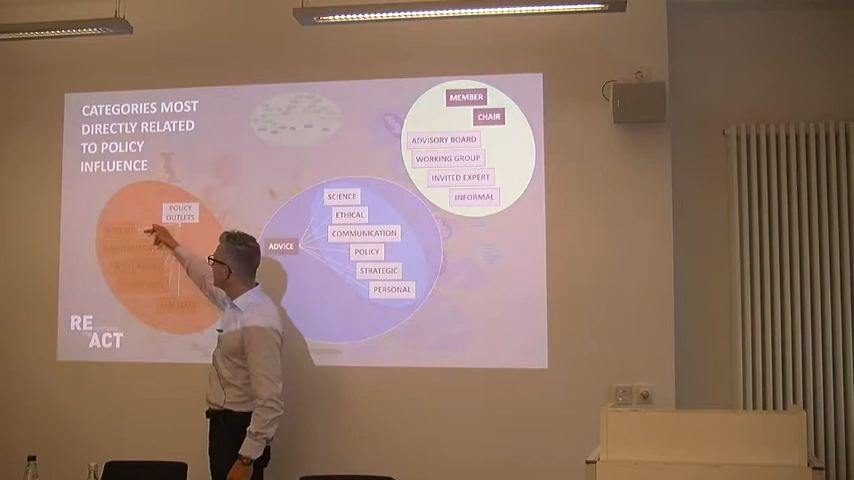 CATEGORIES MOST
DIRECTLY RELATED
TO POLICY
INFLUENCE
MEMBER
CHAIR
ADVISORY BOARD
WORKING GROUP
INVITED EXPERT
INFORMAL
POLICY
OUTLETS
ADVICE
SCIENCE
ETHICAL
COMMUNICATION
POLICY
STRATEGIC
PERSONAL
RE
ACT